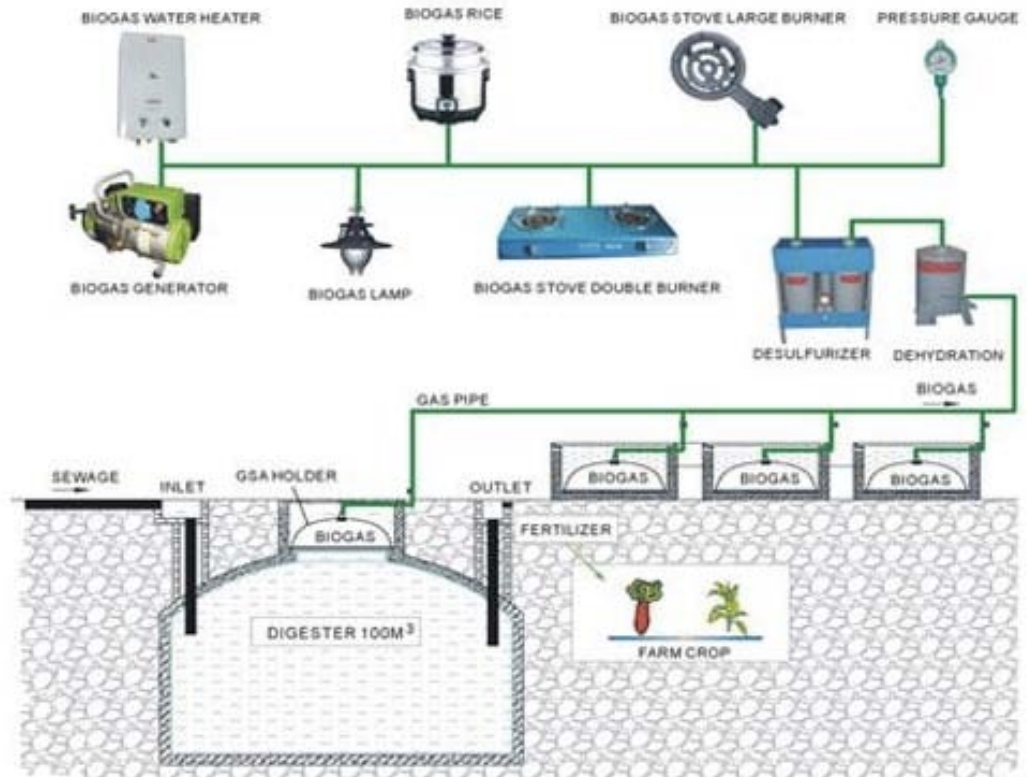 BIOGAS WATER HEATER
BIOGAS RICE
BIOGAS STOVE LARGE BURNER
PRESSURE GAUGE
BIOGAS GENERATOR
BIOGAS LAMP
BIOGAS STOVE DOUBLE BURNER
DESULFURIZER
DEHYDRATION
BIOGAS
GAS PIPE
SEWAGE
INLET
GSA HOLDER
OUTLET
BIOGAS
BIOGAS
BIOGAS
BIOGAS
FERTILIZER
DIGESTER 100M³
FARM CROP